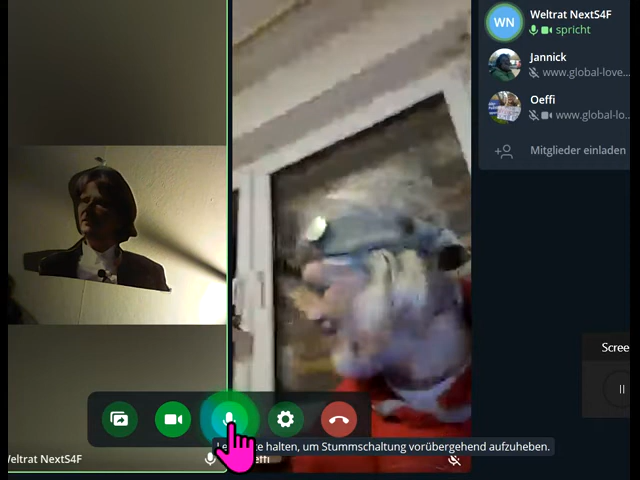 WN
Weltrat NextS4F
spricht
Jannick
www.global-love...
Oeffi
www.global-lo...
Mitglieder einladen
Scree
halten, um Stummschaltung vorübergehend aufzuheben.
Weltrat NextS4F